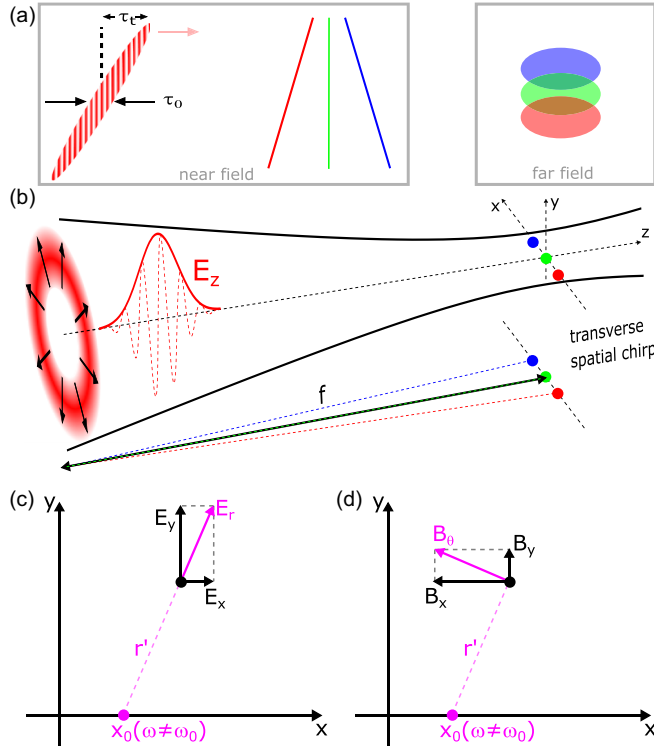 (a)
τt
τo
near field
far field
(b)
x
y
z
Ez
transverse
spatial chirp
f
(c)
y
Ey
Er
Ex
r'
x0(ω≠ω0)
x
(d)
y
Bθ
By
Bx
r'
x0(ω≠ω0)
x